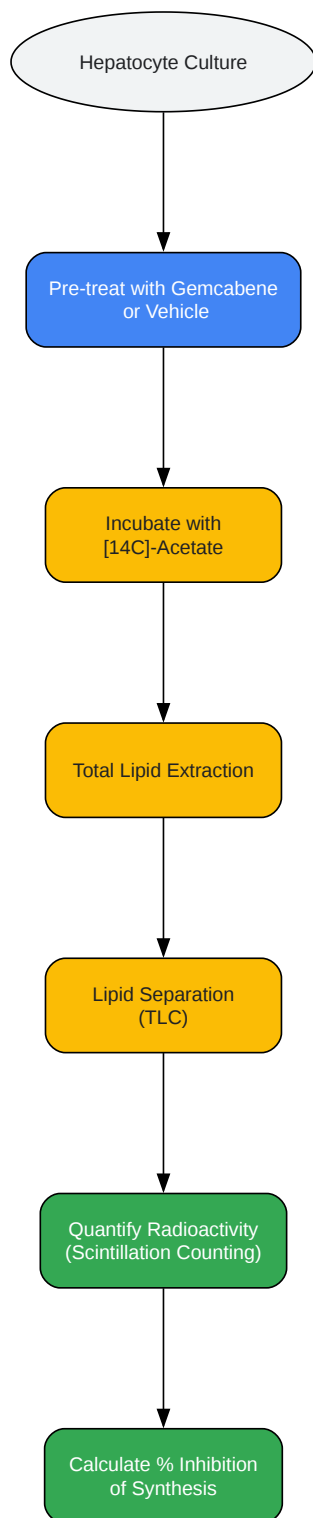 Hepatocyte Culture
Pre-treat with Gemcabene
or Vehicle
Incubate with
[14C]-Acetate
Total Lipid Extraction
Lipid Separation
(TLC)
Quantify Radioactivity
(Scintillation Counting)
Calculate % Inhibition
of Synthesis